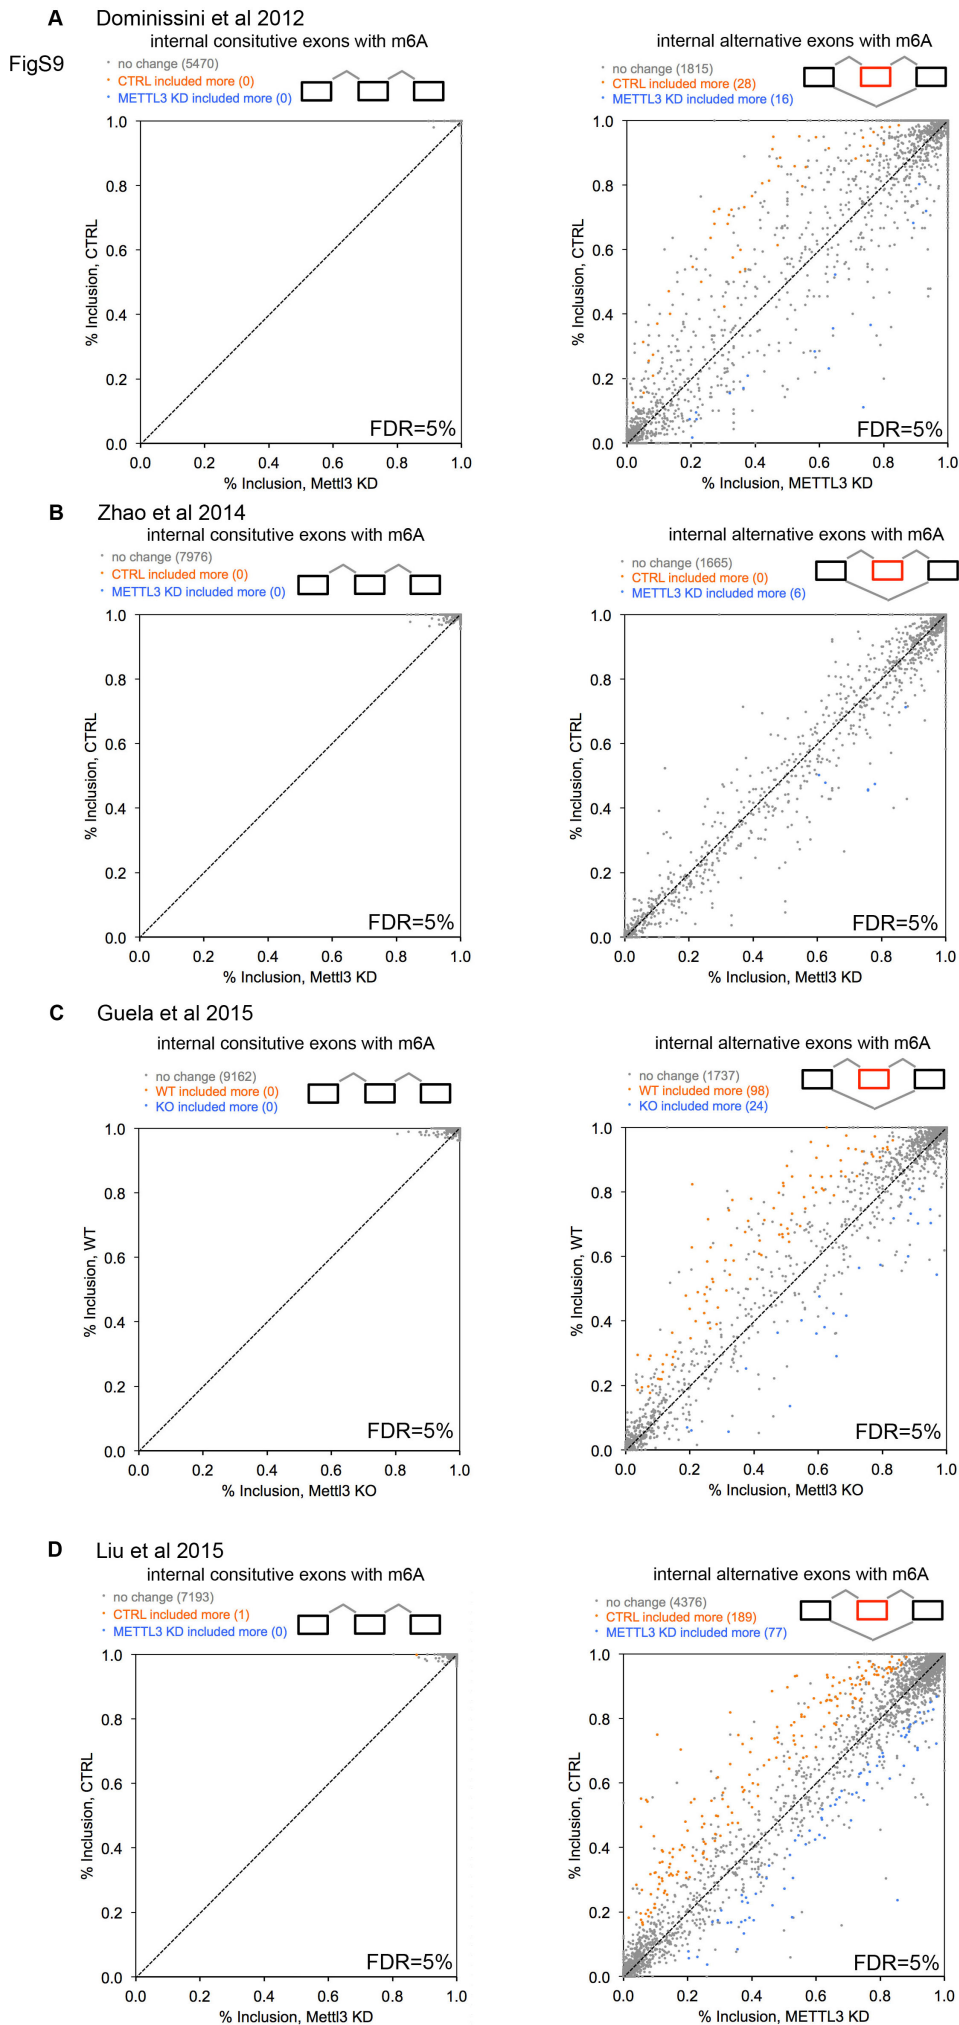 A Dominissini et al 2012
FigS9
internal consitutive exons with m6A
no change (5470)
CTRL included more (0)
METTL3 KD included more (0)
1.0
0.8
0.6
0.4
0.2
0.0
% Inclusion, CTRL
FDR=5%
0.0 0.2 0.4 0.6 0.8 1.0
% Inclusion, Mettl3 KD
internal alternative exons with m6A
no change (1815)
CTRL included more (28)
METTL3 KD included more (16)
1.0
0.8
0.6
0.4
0.2
0.0
% Inclusion, CTRL
FDR=5%
0.0 0.2 0.4 0.6 0.8 1.0
% Inclusion, METTL3 KD
B Zhao et al 2014
internal consitutive exons with m6A
no change (7976)
CTRL included more (0)
METTL3 KD included more (0)
1.0
0.8
0.6
0.4
0.2
0.0
% Inclusion, CTRL
FDR=5%
0.0 0.2 0.4 0.6 0.8 1.0
% Inclusion, Mettl3 KD
internal alternative exons with m6A
no change (1665)
CTRL included more (0)
METTL3 KD included more (6)
1.0
0.8
0.6
0.4
0.2
0.0
% Inclusion, CTRL
FDR=5%
0.0 0.2 0.4 0.6 0.8 1.0
% Inclusion, Mettl3 KD
C Guela et al 2015
internal consitutive exons with m6A
no change (9162)
WT included more (0)
KO included more (0)
1.0
0.8
0.6
0.4
0.2
0.0
% Inclusion, WT
FDR=5%
0.0 0.2 0.4 0.6 0.8 1.0
% Inclusion, Mettl3 KO
internal alternative exons with m6A
no change (1737)
WT included more (98)
KO included more (24)
1.0
0.8
0.6
0.4
0.2
0.0
% Inclusion, WT
FDR=5%
0.0 0.2 0.4 0.6 0.8 1.0
% Inclusion, Mettl3 KO
D Liu et al 2015
internal consitutive exons with m6A
no change (7193)
CTRL included more (1)
METTL3 KD included more (0)
1.0
0.8
0.6
0.4
0.2
0.0
% Inclusion, CTRL
FDR=5%
0.0 0.2 0.4 0.6 0.8 1.0
% Inclusion, Mettl3 KD
internal alternative exons with m6A
no change (4376)
CTRL included more (189)
METTL3 KD included more (77)
1.0
0.8
0.6
0.4
0.2
0.0
% Inclusion, CTRL
FDR=5%
0.0 0.2 0.4 0.6 0.8 1.0
% Inclusion, METTL3 KD